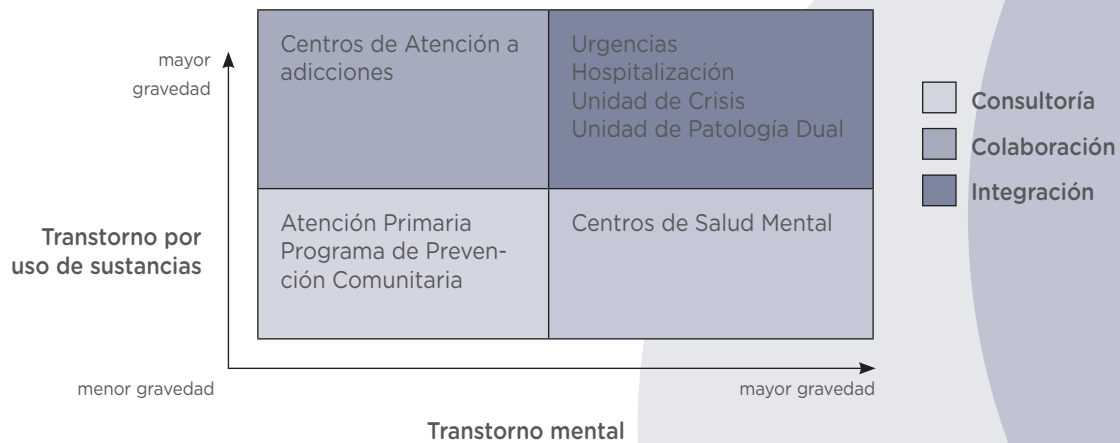 mayor
gravedad
Centros de Atención a
adicciones
Urgencias
Hospitalización
Unidad de Crisis
Unidad de Patología Dual
Consultoría
Colaboración
Integración
Transtorno por
uso de sustancias
Atención Primaria
Programa de Preven-
ción Comunitaria
Centros de Salud Mental
menor gravedad
mayor gravedad
Transtorno mental